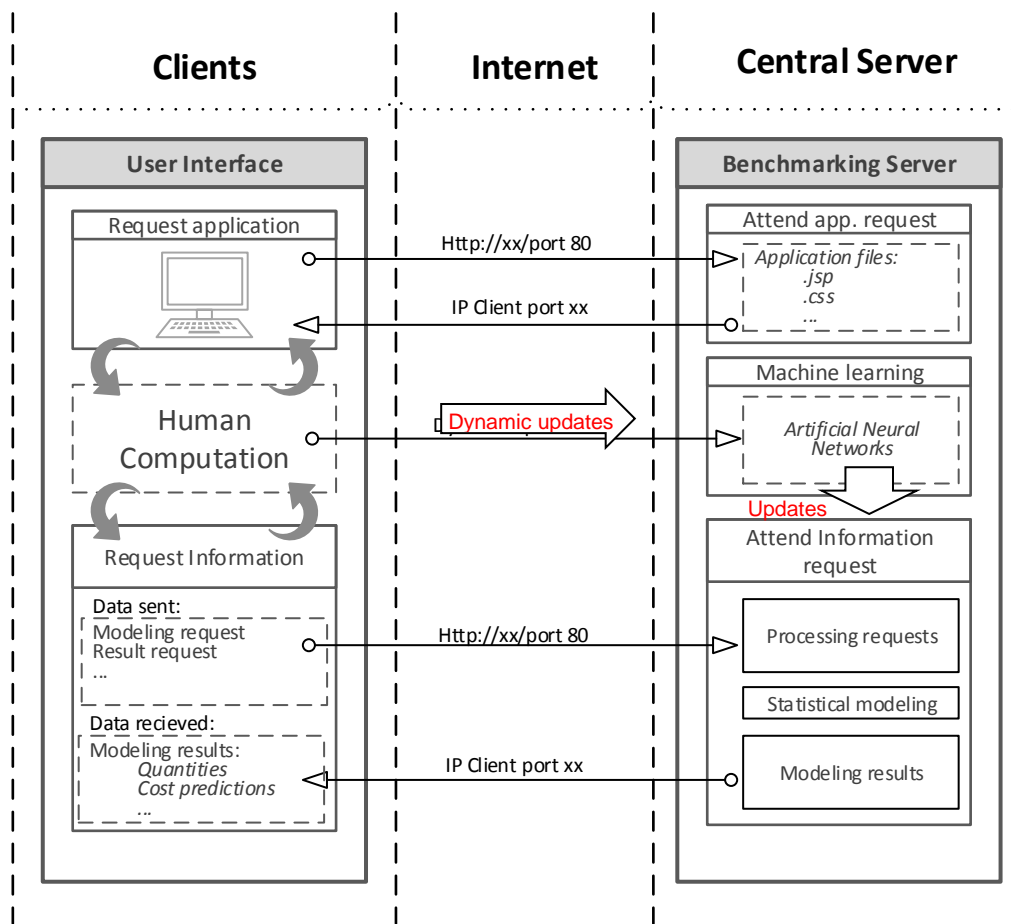 Clients
Internet
Central Server
User Interface
Request application
Human
Computation
Request Information
Data sent:
Modeling request
Result request
...
Data recieved:
Modeling results:
Quantities
Cost predictions
...
Http://xx/port 80
IP Client port xx
Dynamic updates
Http://xx/port 80
IP Client port xx
Benchmarking Server
Attend app. request
Application files:
.jsp
.css
...
Machine learning
Artificial Neural
Networks
Updates
Attend Information
request
Processing requests
Statistical modeling
Modeling results